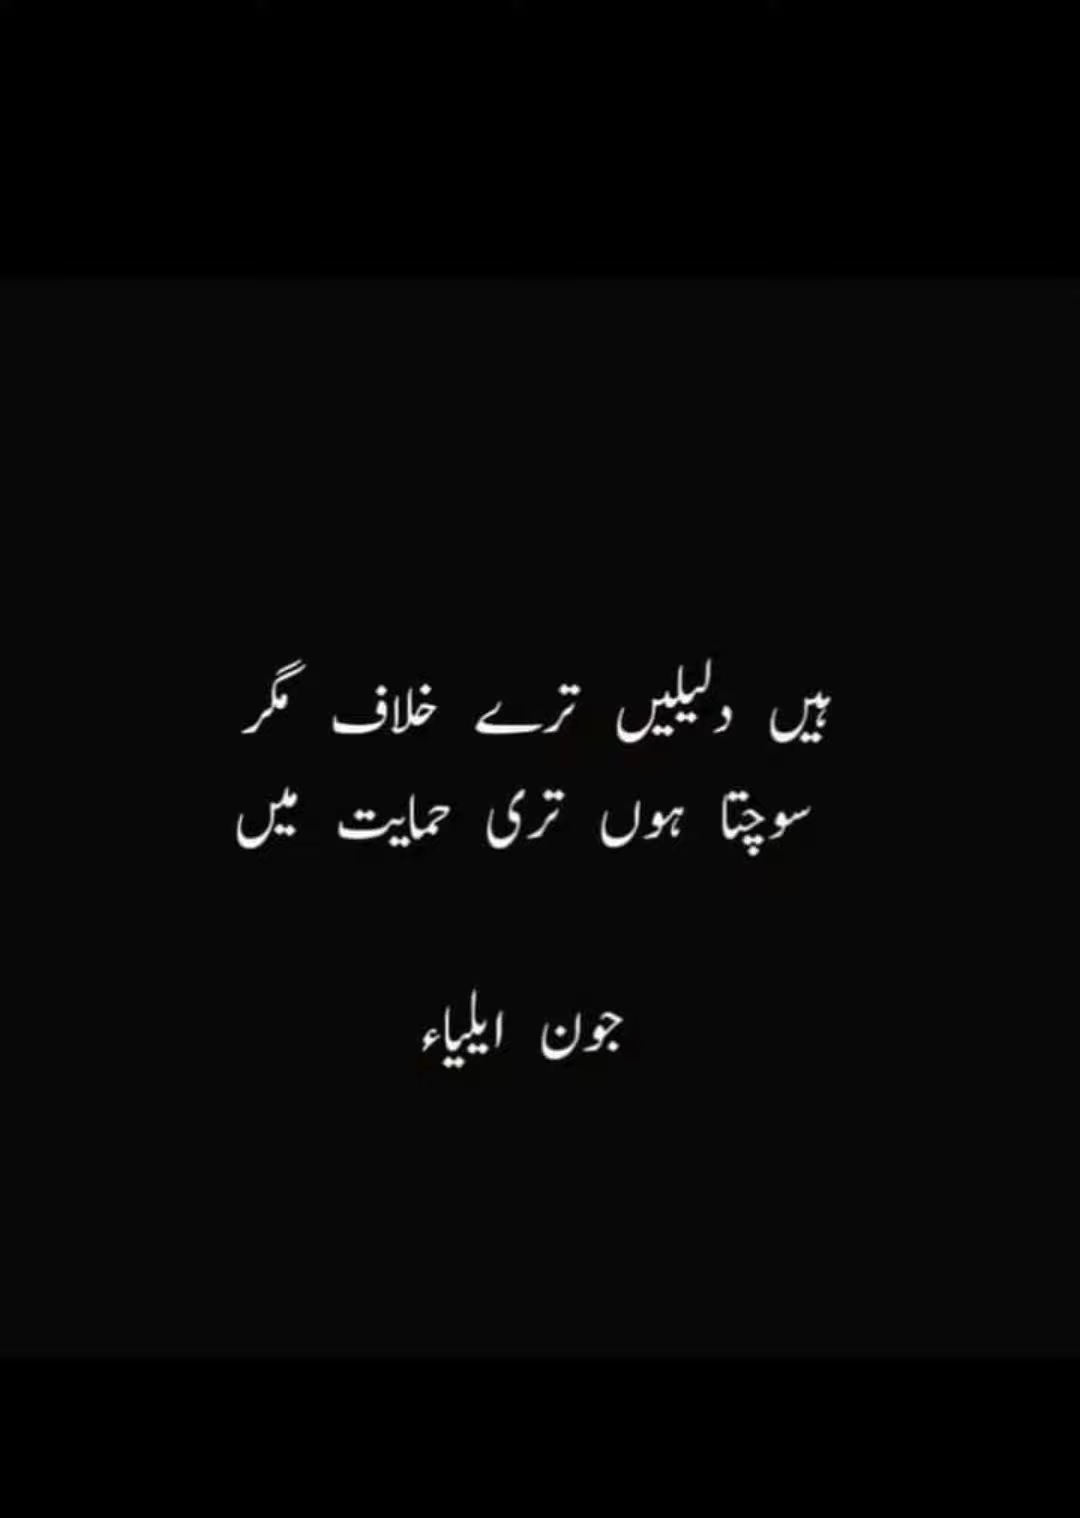 ہیں دلیلیں ترے خلاف مگر
سوچتا ہوں تری حمایت میں
جون ایلیاء